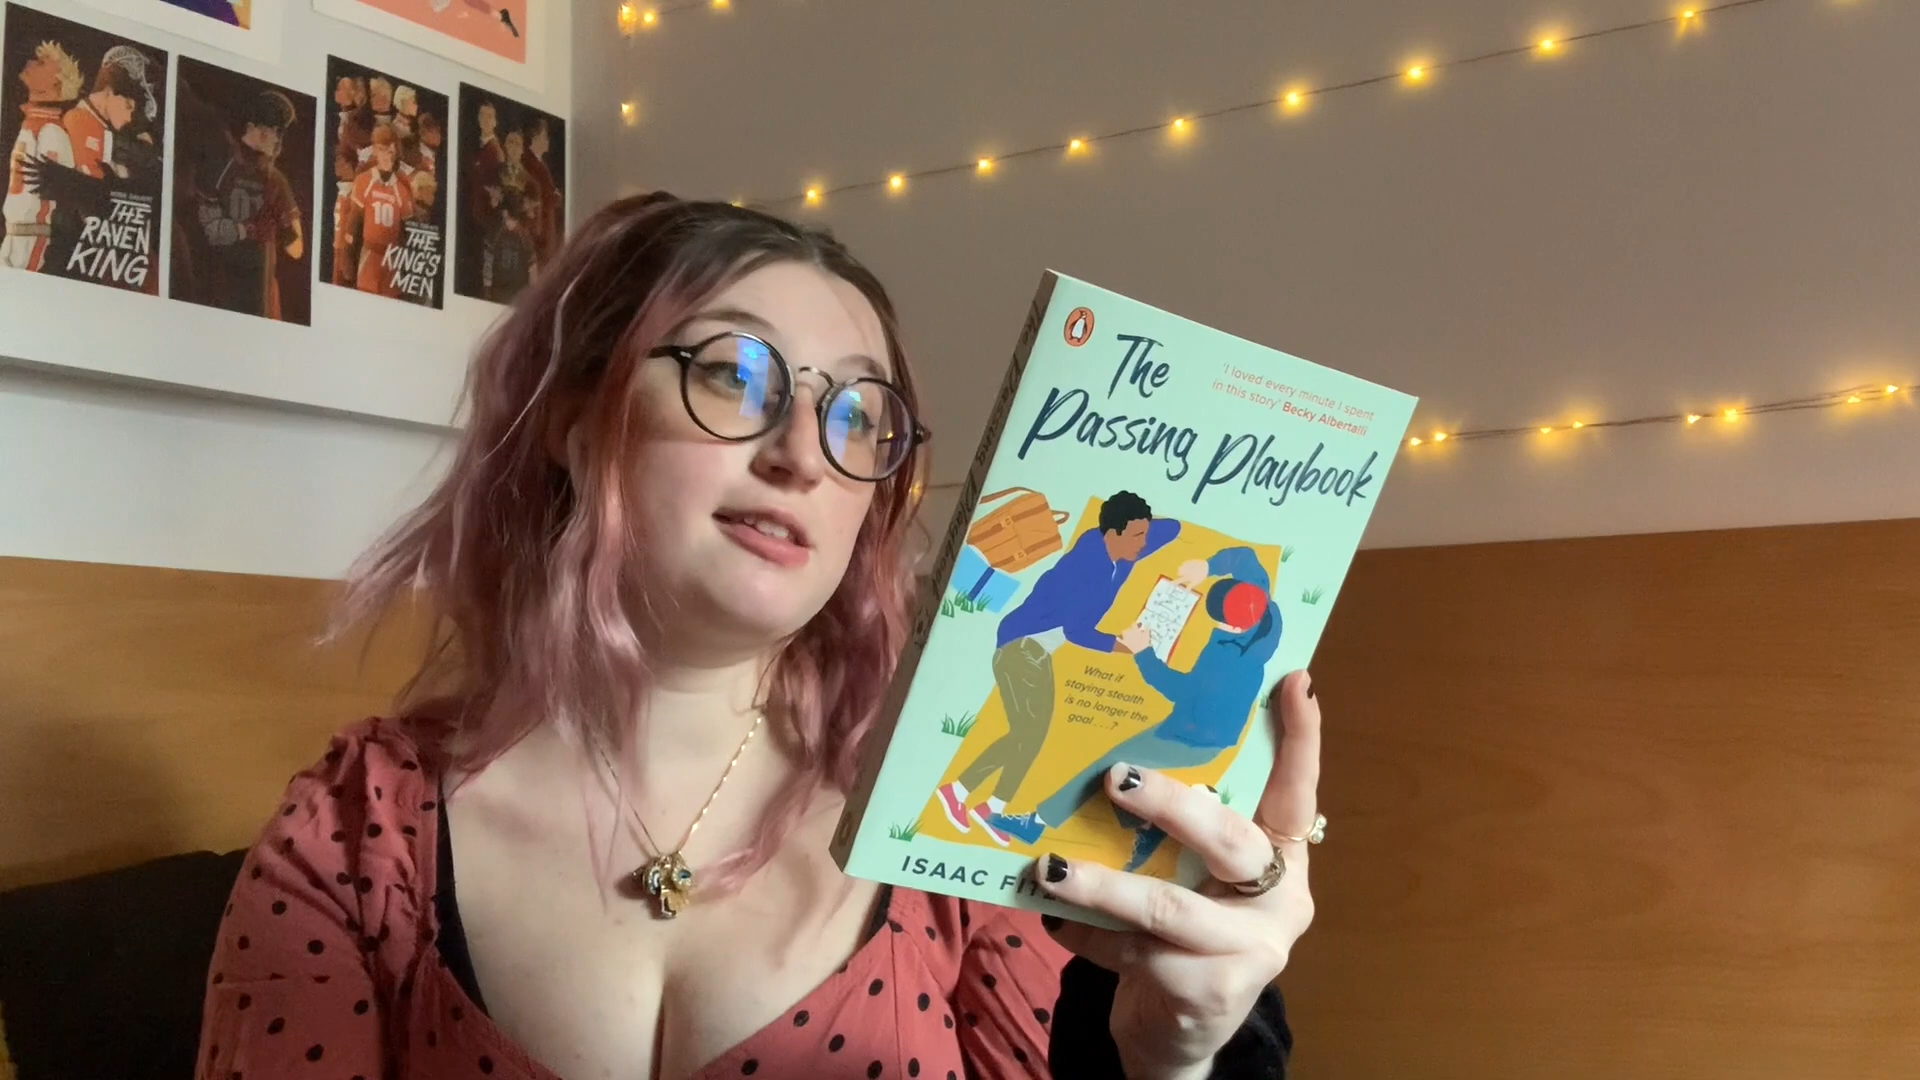 THE
RAVEN
KING
THE
KING'S
MEN
The
Passing Playbook
'I loved every minute I spent
in this story' Becky Albertalli
What if
staying stealth
is no longer the
goal....?
ISAAC